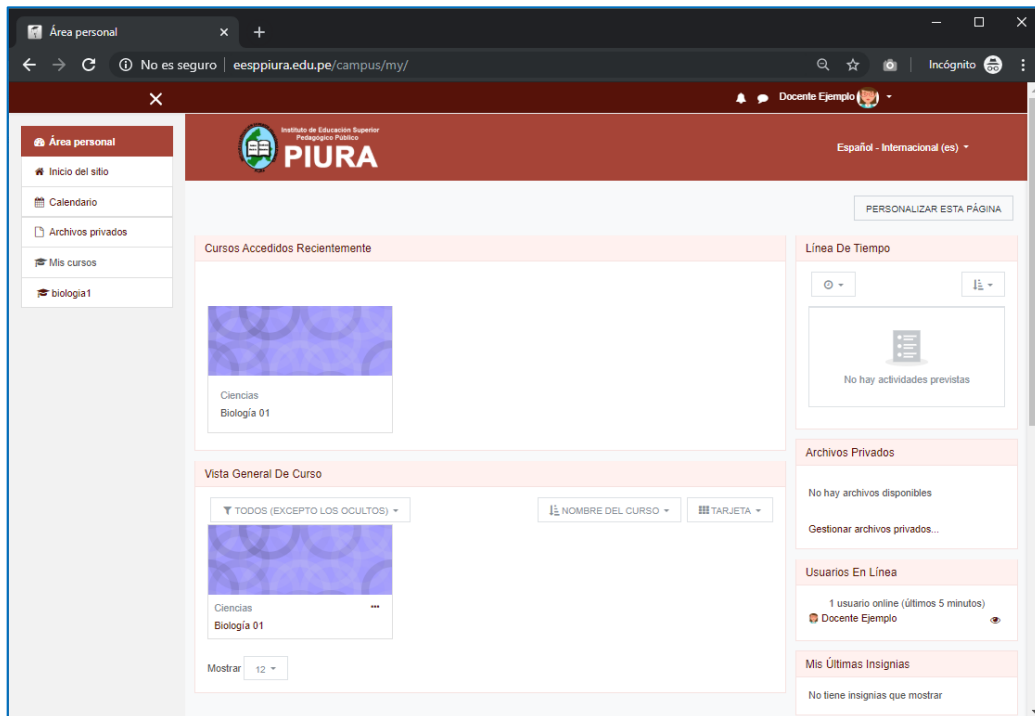 Área personal
No es seguro | eesppiura.edu.pe/campus/my/
Incógnito
Docente Ejemplo
Instituto de Educación Superior
Pedagógico Público
PIURA
Español - Internacional (es)
Área personal
Inicio del sitio
Calendario
Archivos privados
Mis cursos
biologia1
PERSONALIZAR ESTA PÁGINA
Cursos Accedidos Recientemente
Ciencias
Biología 01
Vista General De Curso
TODOS (EXCEPTO LOS OCULTOS)
NOMBRE DEL CURSO
TARJETA
Ciencias
Biología 01
Mostrar 12
Línea De Tiempo
No hay actividades previstas
Archivos Privados
No hay archivos disponibles
Gestionar archivos privados...
Usuarios En Línea
1 usuario online (últimos 5 minutos)
Docente Ejemplo
Mis Últimas Insignias
No tiene insignias que mostrar